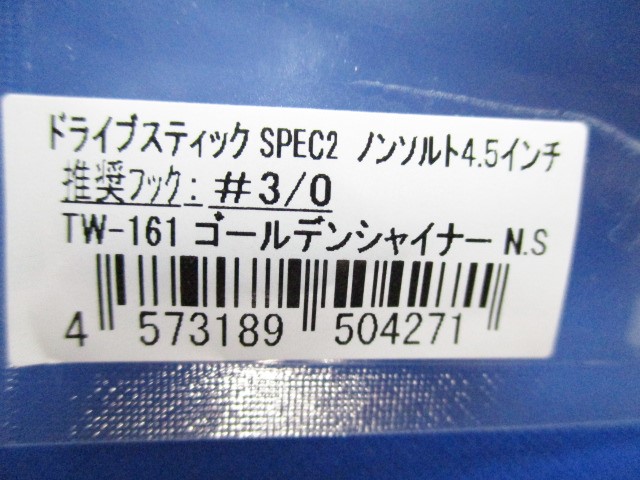 ドライブスティック SPEC2 ノンソルト4.5インチ
推奨フック: #3/0
TW-161 ゴールデンシャイナー N.S
4 573189 504271